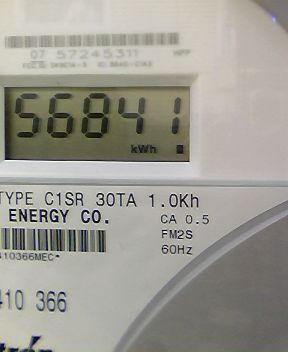 07 57245311
56841
kWh
TYPE C1SR 30TA 1.0Kh
ENERGY CO. CA 0.5
FM2S
60Hz
410366MEC*
410 366